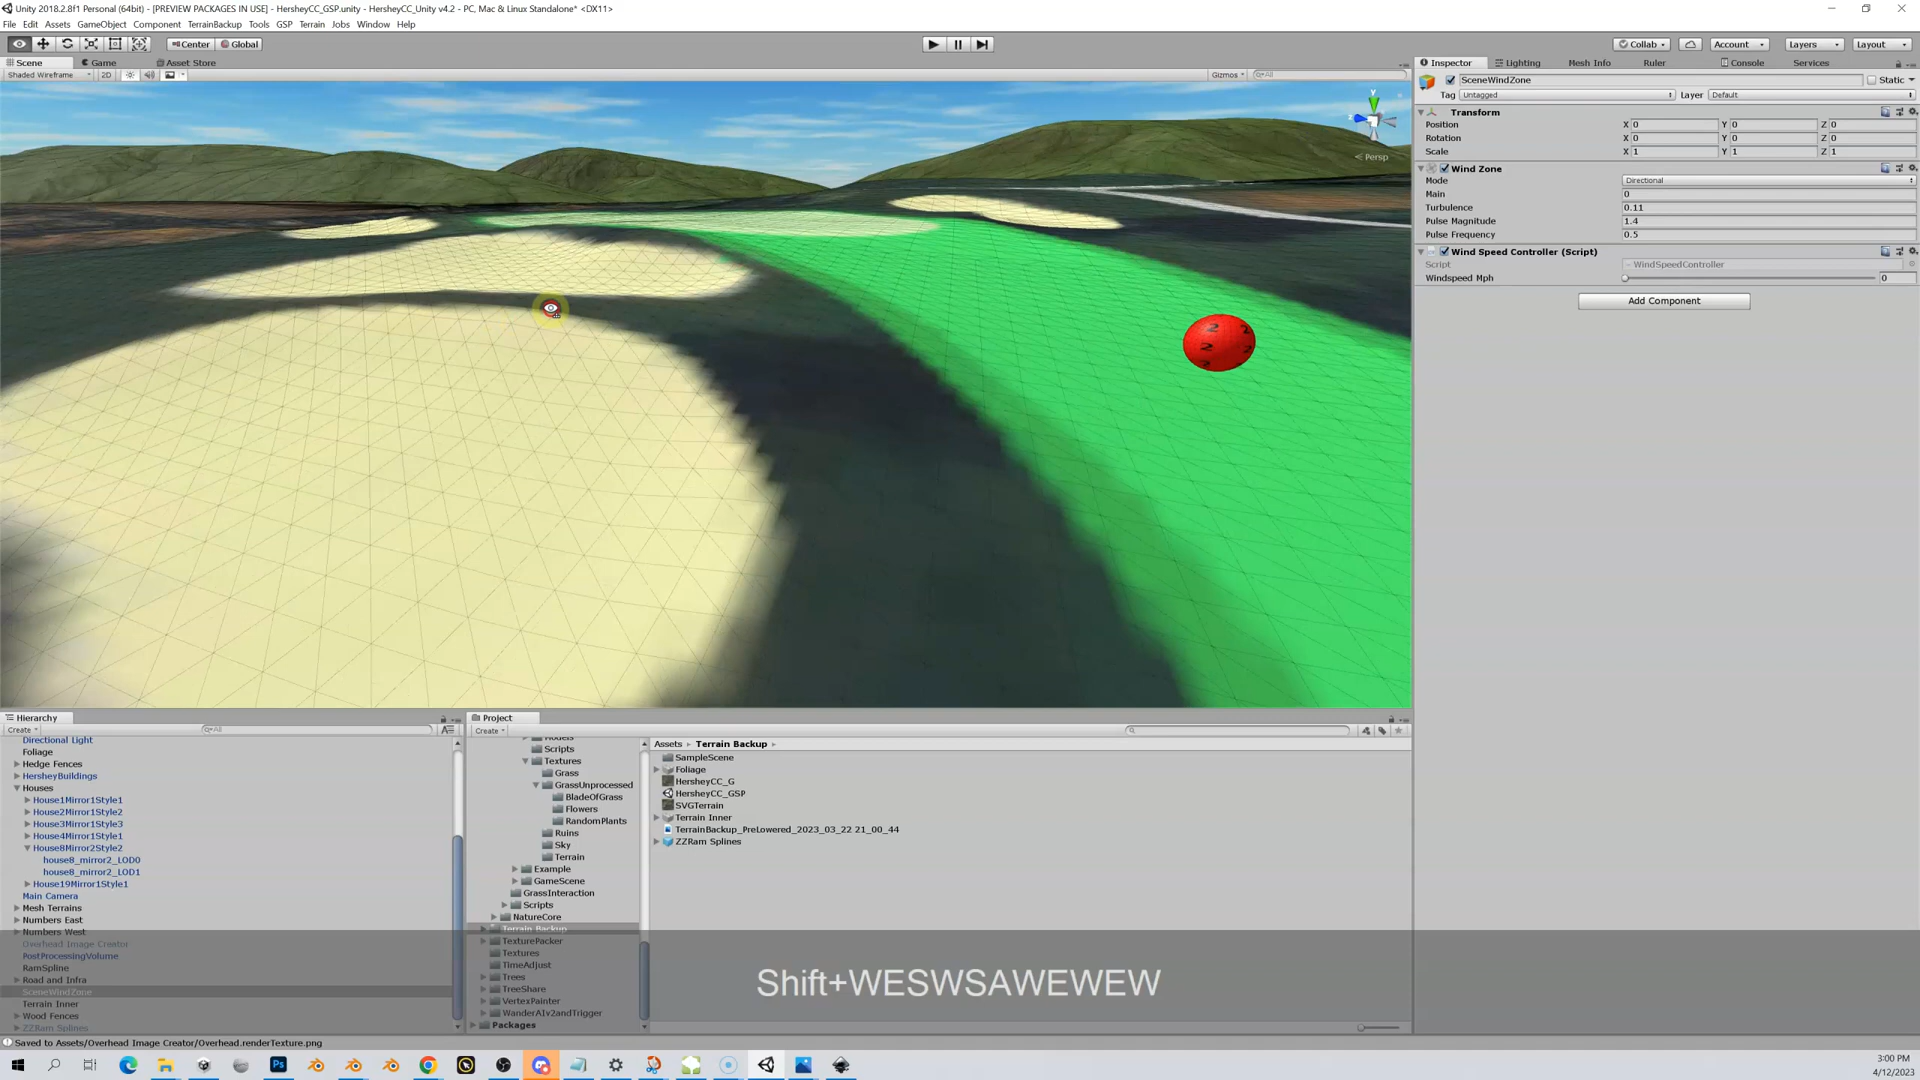 Unity 2018.2.8f1 Personal (64bit) - [PREVIEW PACKAGES IN USE] - HersheyCC_GSP.unity - HersheyCC_Unity v4.2 - PC, Mac & Linux Standalone* <DX11>
File Edit Assets GameObject Component TerrainBackup Tools GSP Terrain Jobs Window Help
Center Global Collab Account Layers Layout
Scene Game Asset Store
Shaded Wireframe 2D Gizmos All
Y
Persp
2 2
2 2
2
Inspector Lighting Mesh Info Ruler Console Services
SceneWindZone Static
Tag Untagged Layer Default
Transform
Position X 0 Y 0 Z 0
Rotation X 0 Y 0 Z 0
Scale X 1 Y 1 Z 1
Wind Zone
Mode Directional
Main 0
Turbulence 0.11
Pulse Magnitude 1.4
Pulse Frequency 0.5
Wind Speed Controller (Script)
Script WindSpeedController
Windspeed Mph 0
Add Component
Hierarchy
Create All
Directional Light
Foliage
Hedge Fences
HersheyBuildings
Houses
House1Mirror1Style1
House2Mirror1Style2
House3Mirror1Style3
House4Mirror1Style1
House8Mirror2Style2
house8_mirror2_LOD0
house8_mirror2_LOD1
House19Mirror1Style1
Main Camera
Mesh Terrains
Numbers East
Numbers West
Overhead Image Creator
PostProcessingVolume
RamSpline
Road and Infra
SceneWindZone
Terrain Inner
Wood Fences
ZZRam Splines
Project
Create
Models
Scripts
Textures
Grass
GrassUnprocessed
BladeOfGrass
Flowers
RandomPlants
Ruins
Sky
Terrain
Example
GameScene
GrassInteraction
Scripts
NatureCore
Terrain Backup
TexturePacker
Textures
TimeAdjust
Trees
TreeShare
VertexPainter
WanderAIv2andTrigger
Packages
Assets Terrain Backup
SampleScene
Foliage
HersheyCC_G
HersheyCC_GSP
SVGTerrain
Terrain Inner
TerrainBackup_PreLowered_2023_03_22 21_00_44
ZZRam Splines
Shift+WESWSAWEWEW
Saved to Assets/Overhead Image Creator/Overhead.renderTexture.png
Ps
3:00 PM
4/12/2023